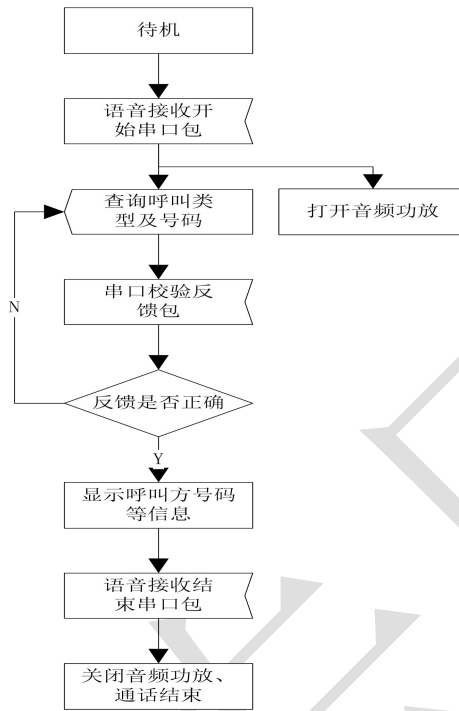 待机
语音接收开
始串口包
查询呼叫类
型及号码
打开音频功放
串口校验反
馈包
N
反馈是否正确
Y
显示呼叫方号码
等信息
语音接收结
束串口包
关闭音频功放、
通话结束